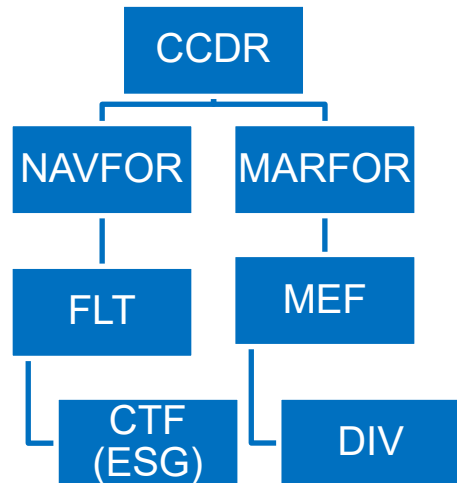 CCDR
NAVFOR
MARFOR
FLT
MEF
CTF
(ESG)
DIV